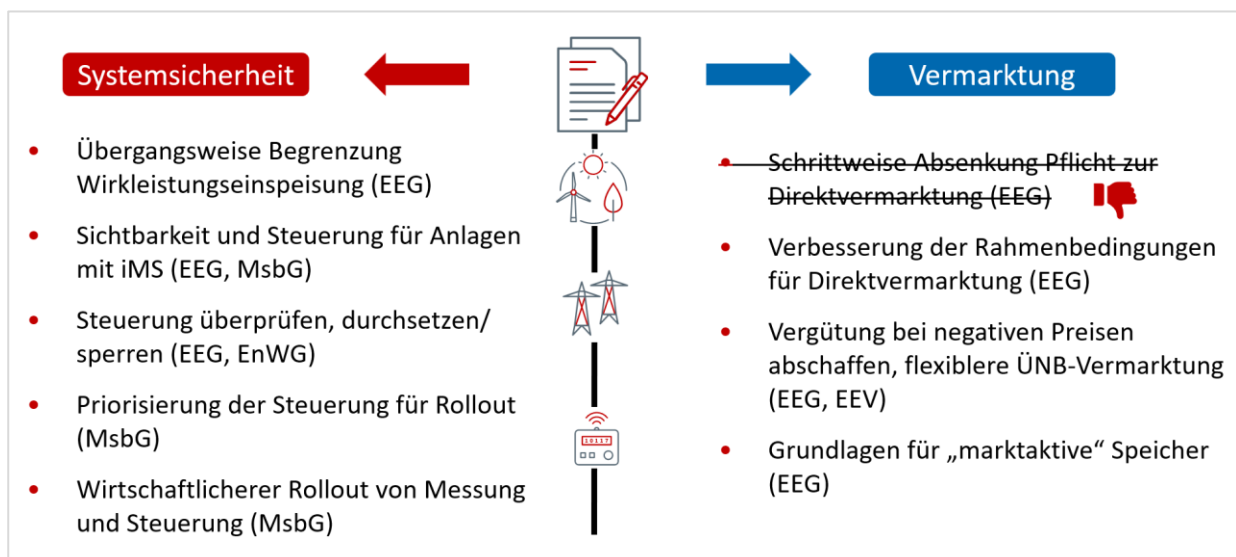 Systemsicherheit
• Übergangsweise Begrenzung
Wirkleistungseinspeisung (EEG)
• Sichtbarkeit und Steuerung für Anlagen
mit iMS (EEG, MsbG)
• Steuerung überprüfen, durchsetzen/
sperren (EEG, EnWG)
• Priorisierung der Steuerung für Rollout
(MsbG)
• Wirtschaftlicherer Rollout von Messung
und Steuerung (MsbG)
10117
Vermarktung
• Schrittweise Absenkung Pflicht zur
Direktvermarktung (EEG)
• Verbesserung der Rahmenbedingungen
für Direktvermarktung (EEG)
• Vergütung bei negativen Preisen
abschaffen, flexiblere ÜNB-Vermarktung
(EEG, EEV)
• Grundlagen für „marktaktive“ Speicher
(EEG)